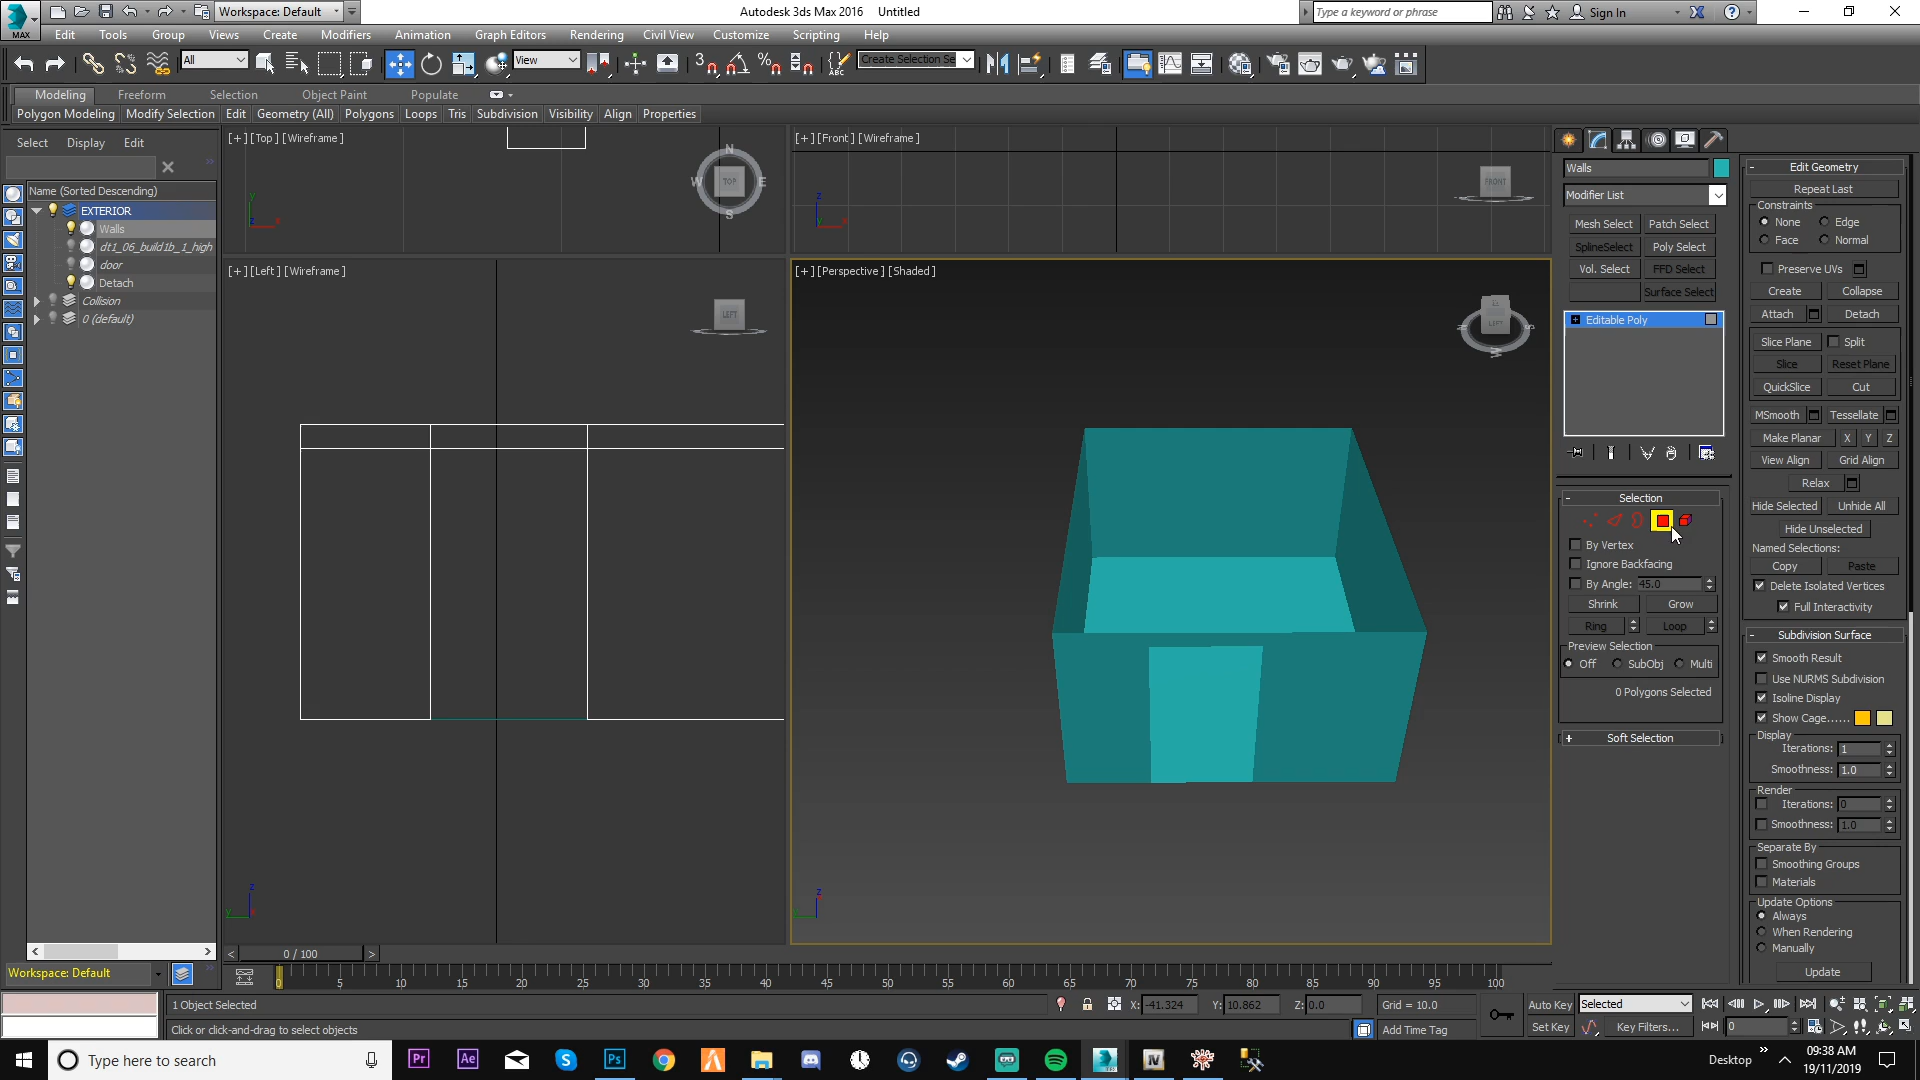 Workspace: Default
Autodesk 3ds Max 2016 Untitled
Type a keyword or phrase
Sign In
MAX
Edit Tools Group Views Create Modifiers Animation Graph Editors Rendering Civil View Customize Scripting Help
All
View
3
ABC
Create Selection Se
Modeling Freeform Selection Object Paint Populate
Polygon Modeling Modify Selection Edit Geometry (All) Polygons Loops Tris Subdivision Visibility Align Properties
Select Display Edit
Name (Sorted Descending)
EXTERIOR
Walls
dt1_06_build1b_1_high
door
Detach
Collision
0 (default)
[+] [Top] [Wireframe]
N
W TOP E
S
[+] [Front] [Wireframe]
FRONT
[+] [Left] [Wireframe]
LEFT
[+] [Perspective] [Shaded]
LEFT
Walls
Modifier List
Mesh Select Patch Select
SplineSelect Poly Select
Vol. Select FFD Select
Surface Select
Editable Poly
Selection
By Vertex
Ignore Backfacing
By Angle: 45.0
Shrink Grow
Ring Loop
Preview Selection
Off SubObj Multi
0 Polygons Selected
Soft Selection
Edit Geometry
Repeat Last
Constraints
None Edge
Face Normal
Preserve UVs
Create Collapse
Attach Detach
Slice Plane Split
Slice Reset Plane
QuickSlice Cut
MSmooth Tessellate
Make Planar X Y Z
View Align Grid Align
Relax
Hide Selected Unhide All
Hide Unselected
Named Selections:
Copy Paste
Delete Isolated Vertices
Full Interactivity
Subdivision Surface
Smooth Result
Use NURMS Subdivision
Isoline Display
Show Cage......
Display
Iterations: 1
Smoothness: 1.0
Render
Iterations: 0
Smoothness: 1.0
Separate By
Smoothing Groups
Materials
Update Options
Always
When Rendering
Manually
Update
0 / 100
Workspace: Default
0 5 10 15 20 25 30 35 40 45 50 55 60 65 70 75 80 85 90 95 100
1 Object Selected
X: -41.324 Y: 10.862 Z: 0.0 Grid = 10.0
Auto Key Selected
Click or click-and-drag to select objects
Add Time Tag
Set Key Key Filters... 0
Type here to search
Pr Ae Ps
Desktop
09:38 AM
19/11/2019